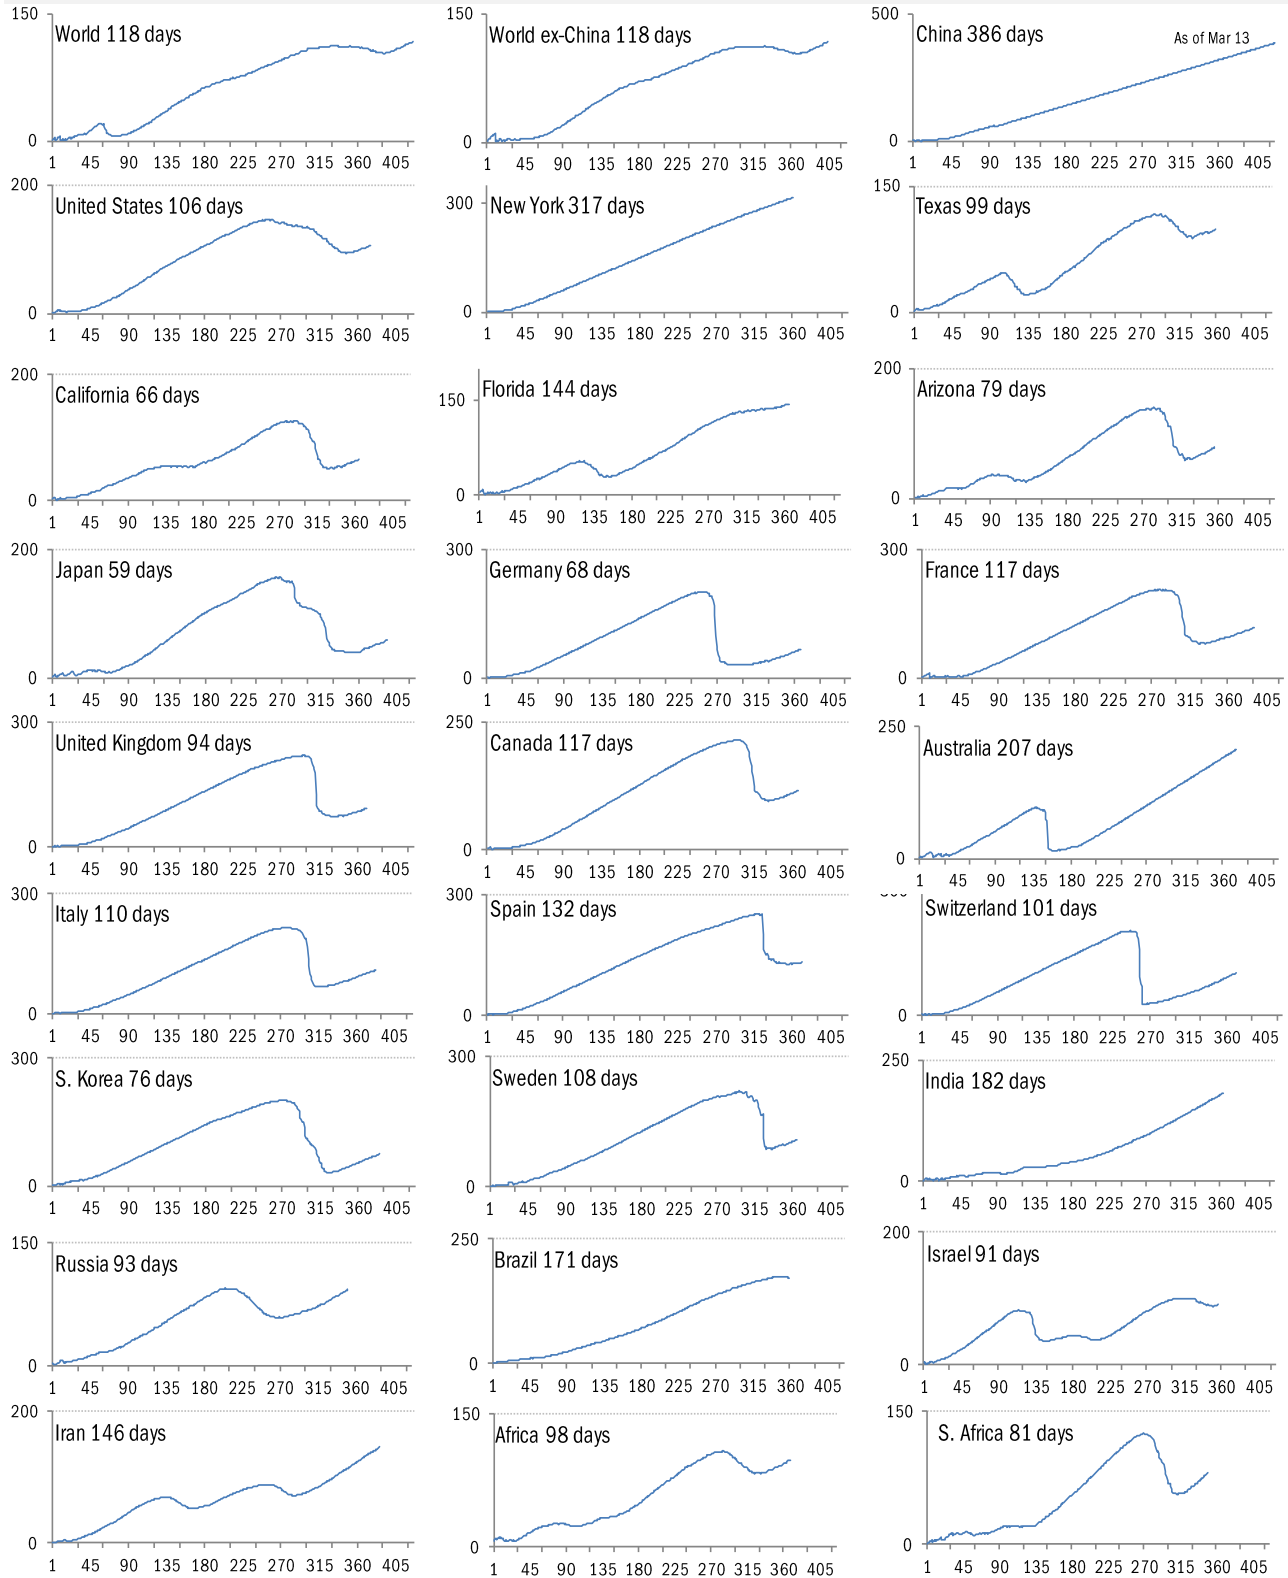 150 150 500
World 118 days World ex-China 118 days China 386 days As of Mar 13
0 0 0
1 45 90 135 180 225 270 315 360 405 1 45 90 135 180 225 270 315 360 405 1 45 90 135 180 225 270 315 360 405
200 300 150
United States 106 days New York 317 days Texas 99 days
0 0 0
1 45 90 135 180 225 270 315 360 405 1 45 90 135 180 225 270 315 360 405 1 45 90 135 180 225 270 315 360 405
200 150 200
California 66 days Florida 144 days Arizona 79 days
0 0 0
1 45 90 135 180 225 270 315 360 405 1 45 90 135 180 225 270 315 360 405 1 45 90 135 180 225 270 315 360 405
200 300 300
Japan 59 days Germany 68 days France 117 days
0 0 0
1 45 90 135 180 225 270 315 360 405 1 45 90 135 180 225 270 315 360 405 1 45 90 135 180 225 270 315 360 405
300 250 250
United Kingdom 94 days Canada 117 days Australia 207 days
0 0 0
1 45 90 135 180 225 270 315 360 405 1 45 90 135 180 225 270 315 360 405 1 45 90 135 180 225 270 315 360 405
300 300
Italy 110 days Spain 132 days Switzerland 101 days
0 0 0
1 45 90 135 180 225 270 315 360 405 1 45 90 135 180 225 270 315 360 405 1 45 90 135 180 225 270 315 360 405
300 300 250
S. Korea 76 days Sweden 108 days India 182 days
0 0 0
1 45 90 135 180 225 270 315 360 405 1 45 90 135 180 225 270 315 360 405 1 45 90 135 180 225 270 315 360 405
150 250 200
Russia 93 days Brazil 171 days Israel 91 days
0 0 0
1 45 90 135 180 225 270 315 360 405 1 45 90 135 180 225 270 315 360 405 1 45 90 135 180 225 270 315 360 405
200 150 150
Iran 146 days Africa 98 days S. Africa 81 days
0 0 0
1 45 90 135 180 225 270 315 360 405 1 45 90 135 180 225 270 315 360 405 1 45 90 135 180 225 270 315 360 405